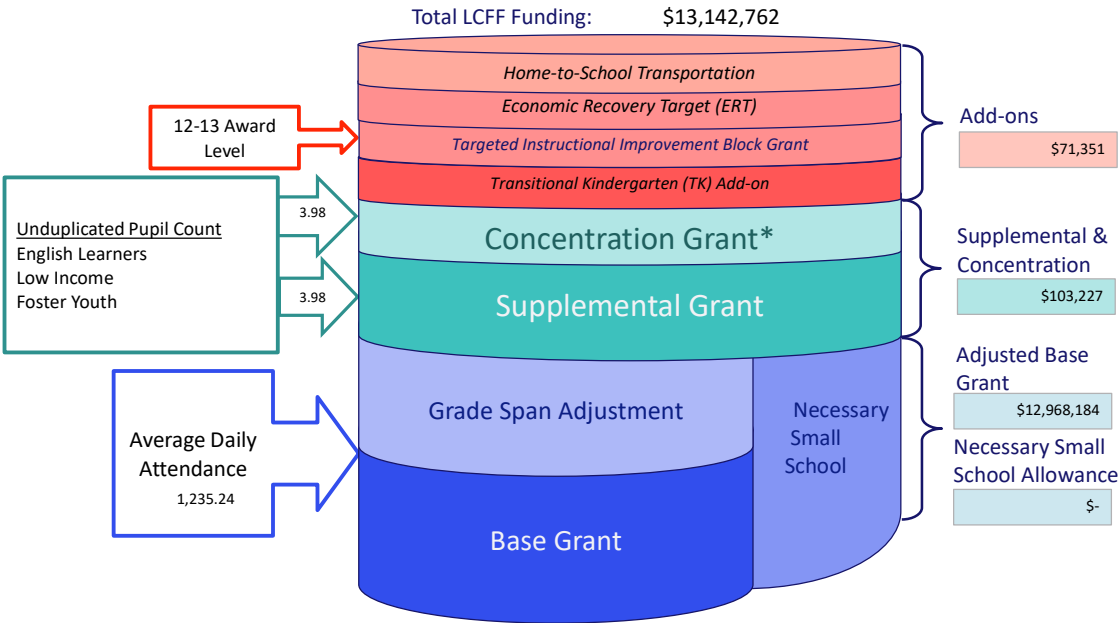 Total LCFF Funding: $13,142,762
Home-to-School Transportation
Economic Recovery Target (ERT)
Targeted Instructional Improvement Block Grant
Transitional Kindergarten (TK) Add-on
Concentration Grant*
Supplemental Grant
Grade Span Adjustment
Base Grant
Necessary
Small
School
12-13 Award
Level
Unduplicated Pupil Count
English Learners
Low Income
Foster Youth
3.98
3.98
Average Daily
Attendance
1,235.24
Add-ons
$71,351
Supplemental &
Concentration
$103,227
Adjusted Base
Grant
$12,968,184
Necessary Small
School Allowance
$-